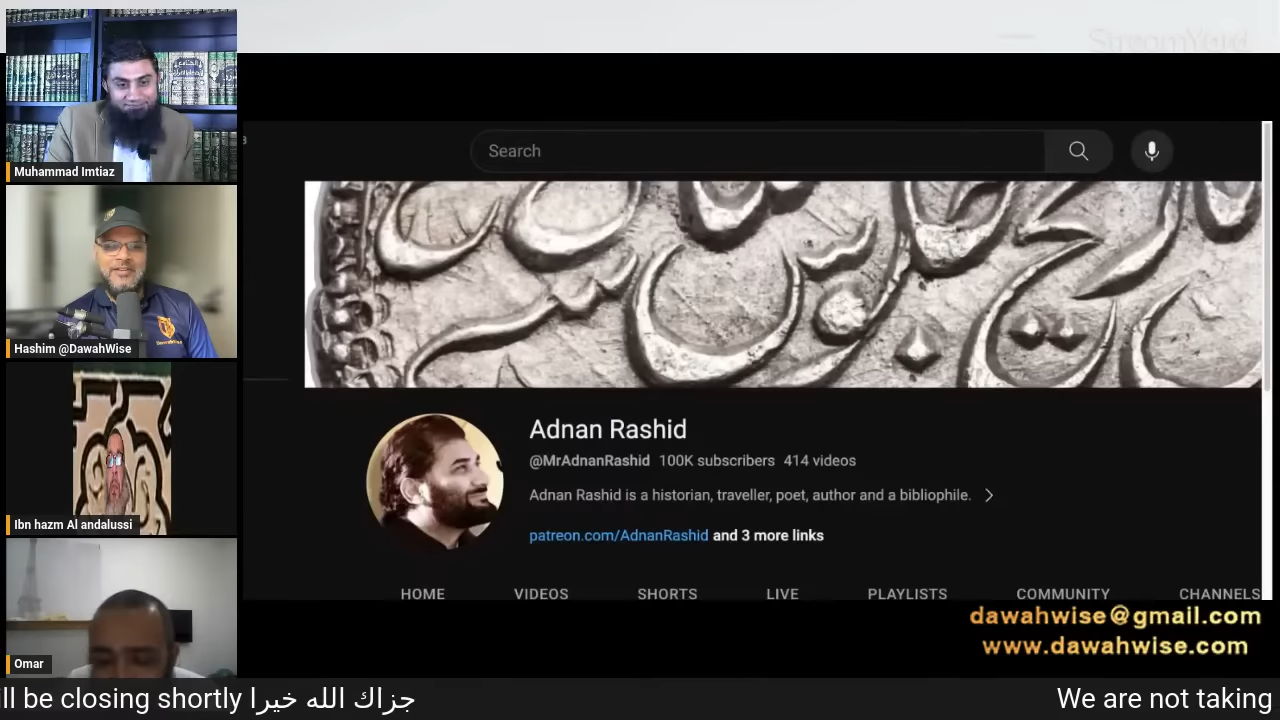 StreamYard
Muhammad Imtiaz
Hashim @DawahWise
DawahWise
Ibn hazm Al andalussi
Omar
Search
Adnan Rashid
@MrAdnanRashid 100K subscribers 414 videos
Adnan Rashid is a historian, traveller, poet, author and a bibliophile.
patreon.com/AdnanRashid and 3 more links
HOME VIDEOS SHORTS LIVE PLAYLISTS COMMUNITY CHANNELS
dawahwise@gmail.com
www.dawahwise.com
ll be closing shortly جزاك الله خيرا We are not taking